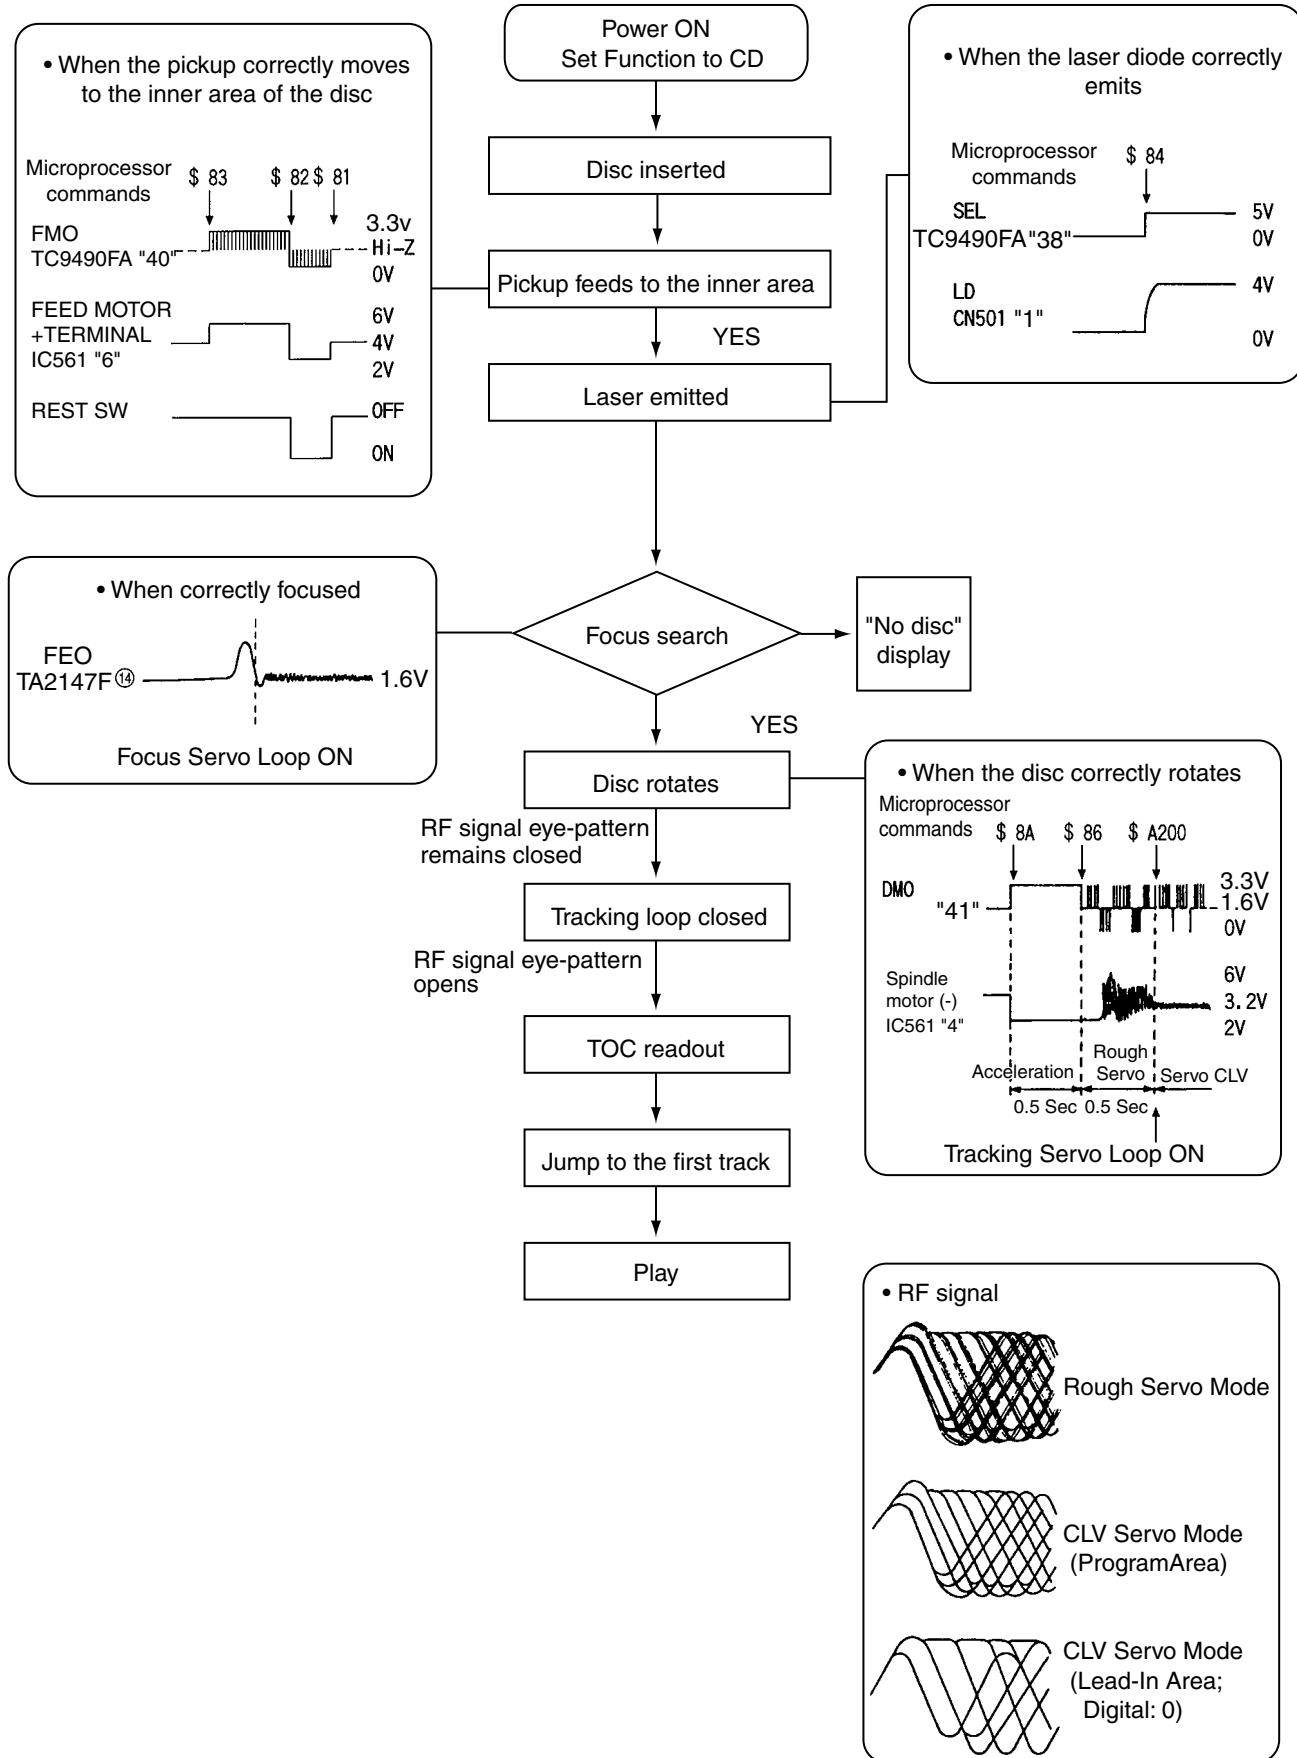 Power ON
Set Function to CD
• When the pickup correctly moves
to the inner area of the disc
Microprocessor
commands
$ 83
$ 82
$ 81
FMO
TC9490FA "40"
3.3v
Hi-Z
0V
FEED MOTOR
+TERMINAL
IC561 "6"
6V
4V
2V
REST SW
OFF
ON
Disc inserted
Pickup feeds to the inner area
YES
Laser emitted
• When the laser diode correctly
emits
Microprocessor
commands
$ 84
SEL
TC9490FA"38"
5V
0V
LD
CN501 "1"
4V
0V
• When correctly focused
FEO
TA2147F ⑭
1.6V
Focus Servo Loop ON
Focus search
"No disc"
display
YES
Disc rotates
RF signal eye-pattern
remains closed
Tracking loop closed
RF signal eye-pattern
opens
TOC readout
Jump to the first track
Play
• When the disc correctly rotates
Microprocessor
commands
$ 8A
$ 86
$ A200
DMO
"41"
3.3V
1.6V
0V
Spindle
motor (-)
IC561 "4"
6V
3.2V
2V
Acceleration
Rough
Servo
Servo CLV
0.5 Sec
0.5 Sec
Tracking Servo Loop ON
• RF signal
Rough Servo Mode
CLV Servo Mode
(ProgramArea)
CLV Servo Mode
(Lead-In Area;
Digital: 0)